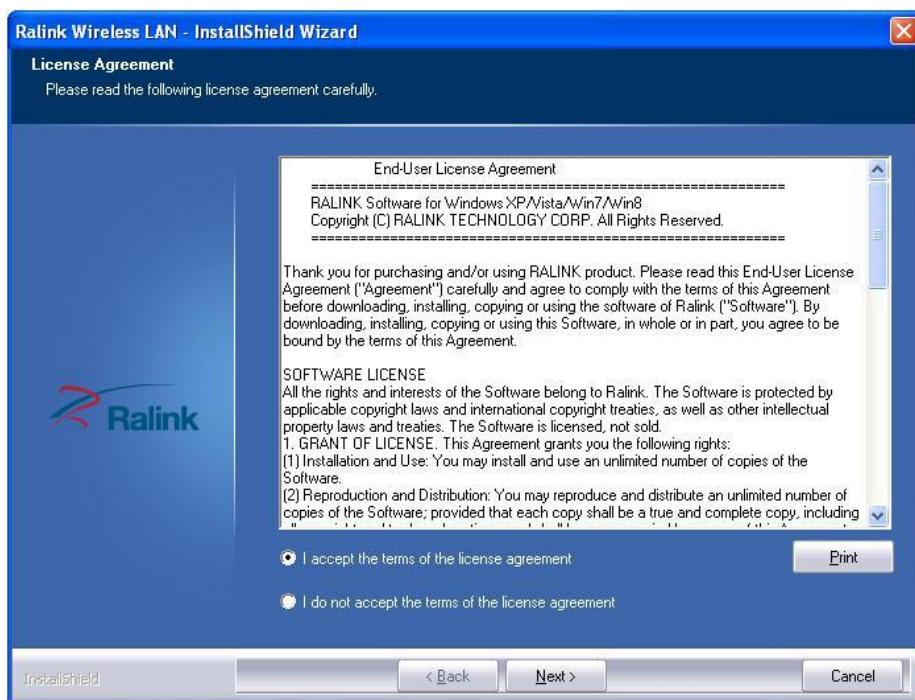 Ralink Wireless LAN - InstallShield Wizard
License Agreement
Please read the following license agreement carefully.
End-User License Agreement
===========================================================
RALINK Software for Windows XP/Vista/Win7/Win8
Copyright (C) RALINK TECHNOLOGY CORP. All Rights Reserved.
===========================================================
Thank you for purchasing and/or using RALINK product. Please read this End-User License
Agreement ("Agreement") carefully and agree to comply with the terms of this Agreement
before downloading, installing, copying or using the software of Ralink ("Software"). By
downloading, installing, copying or using this Software, in whole or in part, you agree to be
bound by the terms of this Agreement.
SOFTWARE LICENSE
All the rights and interests of the Software belong to Ralink. The Software is protected by
applicable copyright laws and international copyright treaties, as well as other intellectual
property laws and treaties. The Software is licensed, not sold.
1. GRANT OF LICENSE. This Agreement grants you the following rights:
(1) Installation and Use: You may install and use an unlimited number of copies of the
Software.
(2) Reproduction and Distribution: You may reproduce and distribute an unlimited number of
copies of the Software; provided that each copy shall be a true and complete copy, including
Ralink
I accept the terms of the license agreement
Print
I do not accept the terms of the license agreement
InstallShield
< Back
Next >
Cancel